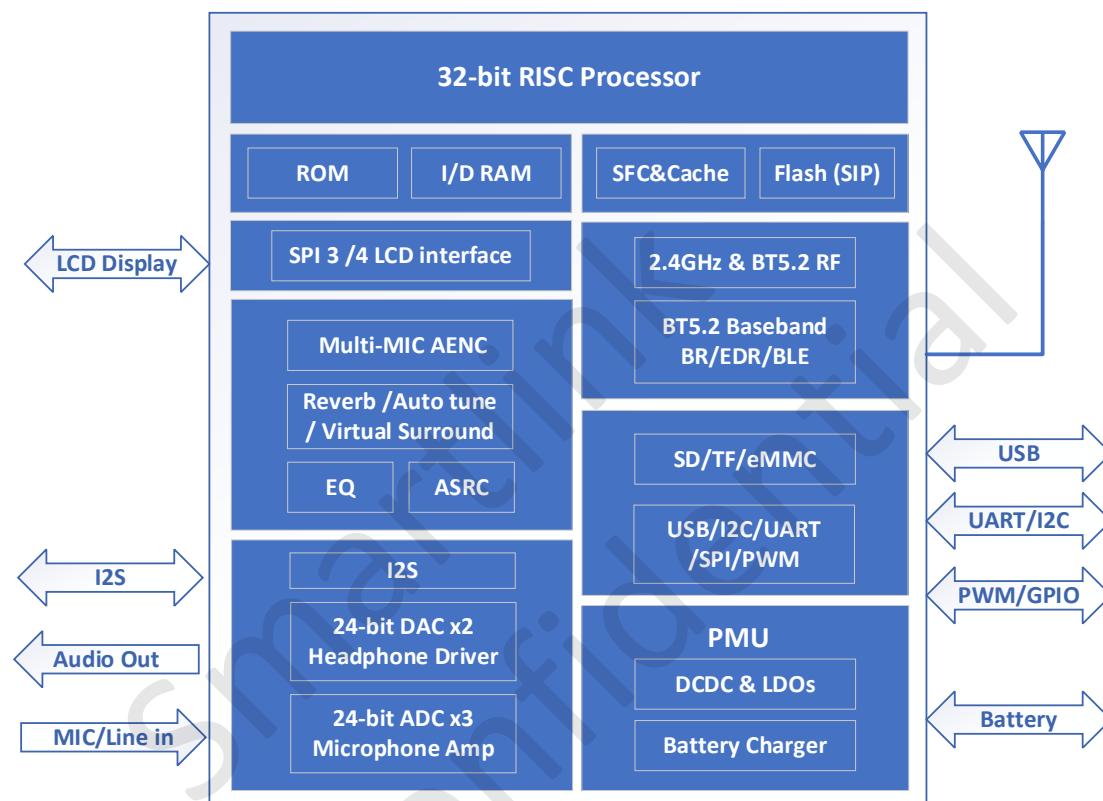 32-bit RISC Processor
ROM
I/D RAM
SFC&Cache
Flash (SIP)
LCD Display
SPI 3 /4 LCD interface
2.4GHz & BT5.2 RF
BT5.2 Baseband
BR/EDR/BLE
Multi-MIC AENC
Reverb /Auto tune
/ Virtual Surround
EQ
ASRC
SD/TF/eMMC
USB/I2C/UART
/SPI/PWM
USB
UART/I2C
PWM/GPIO
I2S
I2S
24-bit DAC x2
Headphone Driver
Audio Out
24-bit ADC x3
Microphone Amp
MIC/Line in
PMU
DCDC & LDOs
Battery Charger
Battery
Smartlink
Confidential